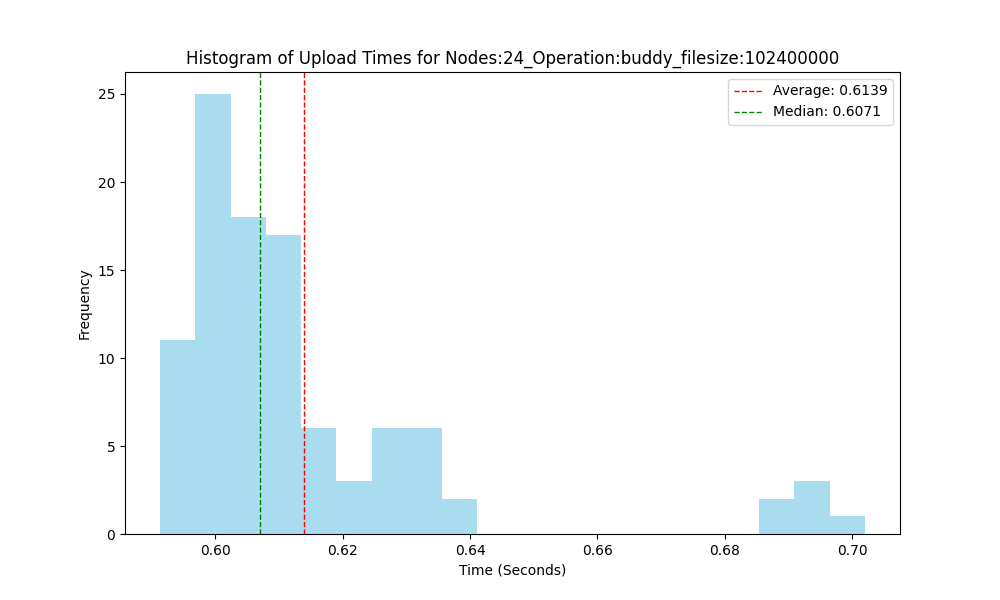 Histogram of Upload Times for Nodes:24_Operation:buddy_filesize:102400000
Average: 0.6139
Median: 0.6071
Frequency
25
20
15
10
5
0
0.60 0.62 0.64 0.66 0.68 0.70
Time (Seconds)